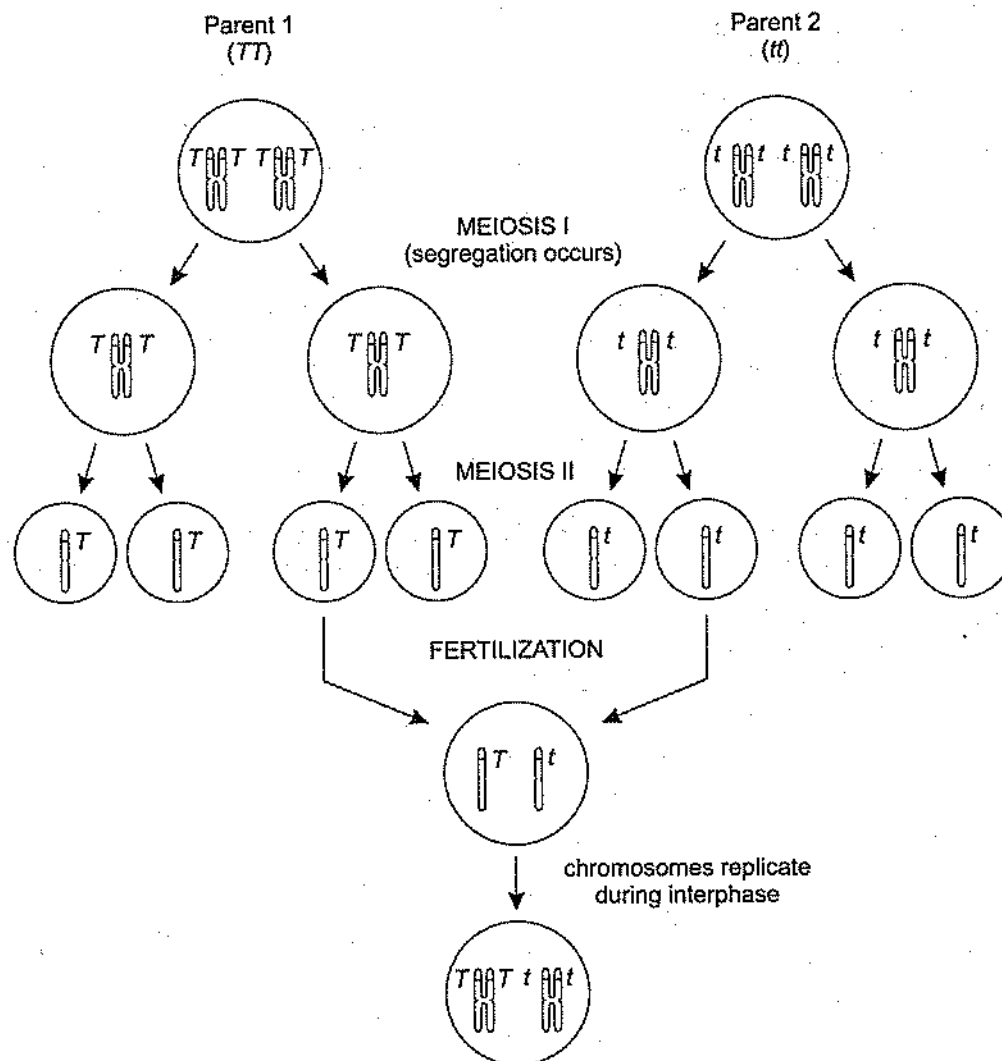 Parent 1
(TT)
Parent 2
(tt)
T T T T
t t t t
MEIOSIS I
(segregation occurs)
T T
T T
t t
t t
MEIOSIS II
T
T
T
T
t
t
t
t
FERTILIZATION
T
t
chromosomes replicate
during interphase
T T t t